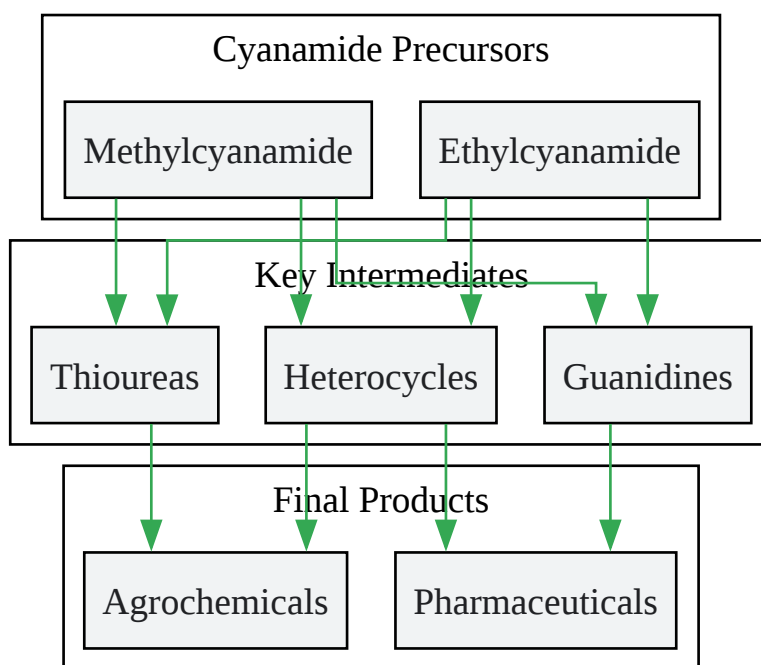 Cyanamide Precursors
Methylcyanamide
Ethylcyanamide
Key Intermediates
Thioureas
Heterocycles
Guanidines
Final Products
Agrochemicals
Pharmaceuticals